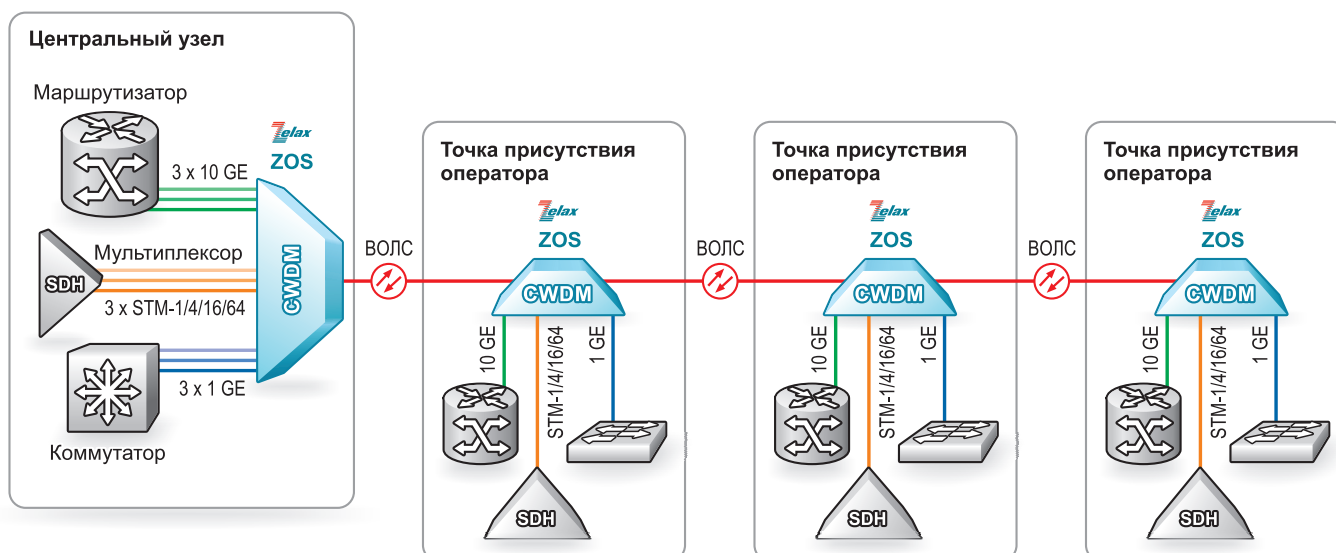 Центральный узел
Маршрутизатор
Zelax
ZOS
3 x 10 GE
Мультиплексор
SDH
CWDM
3 x STM-1/4/16/64
3 x 1 GE
Коммутатор
ВОЛС
Точка присутствия
оператора
Zelax
ZOS
CWDM
10 GE
STM-1/4/16/64
1 GE
SDH
ВОЛС
Точка присутствия
оператора
Zelax
ZOS
CWDM
10 GE
STM-1/4/16/64
1 GE
SDH
ВОЛС
Точка присутствия
оператора
Zelax
ZOS
CWDM
10 GE
STM-1/4/16/64
1 GE
SDH